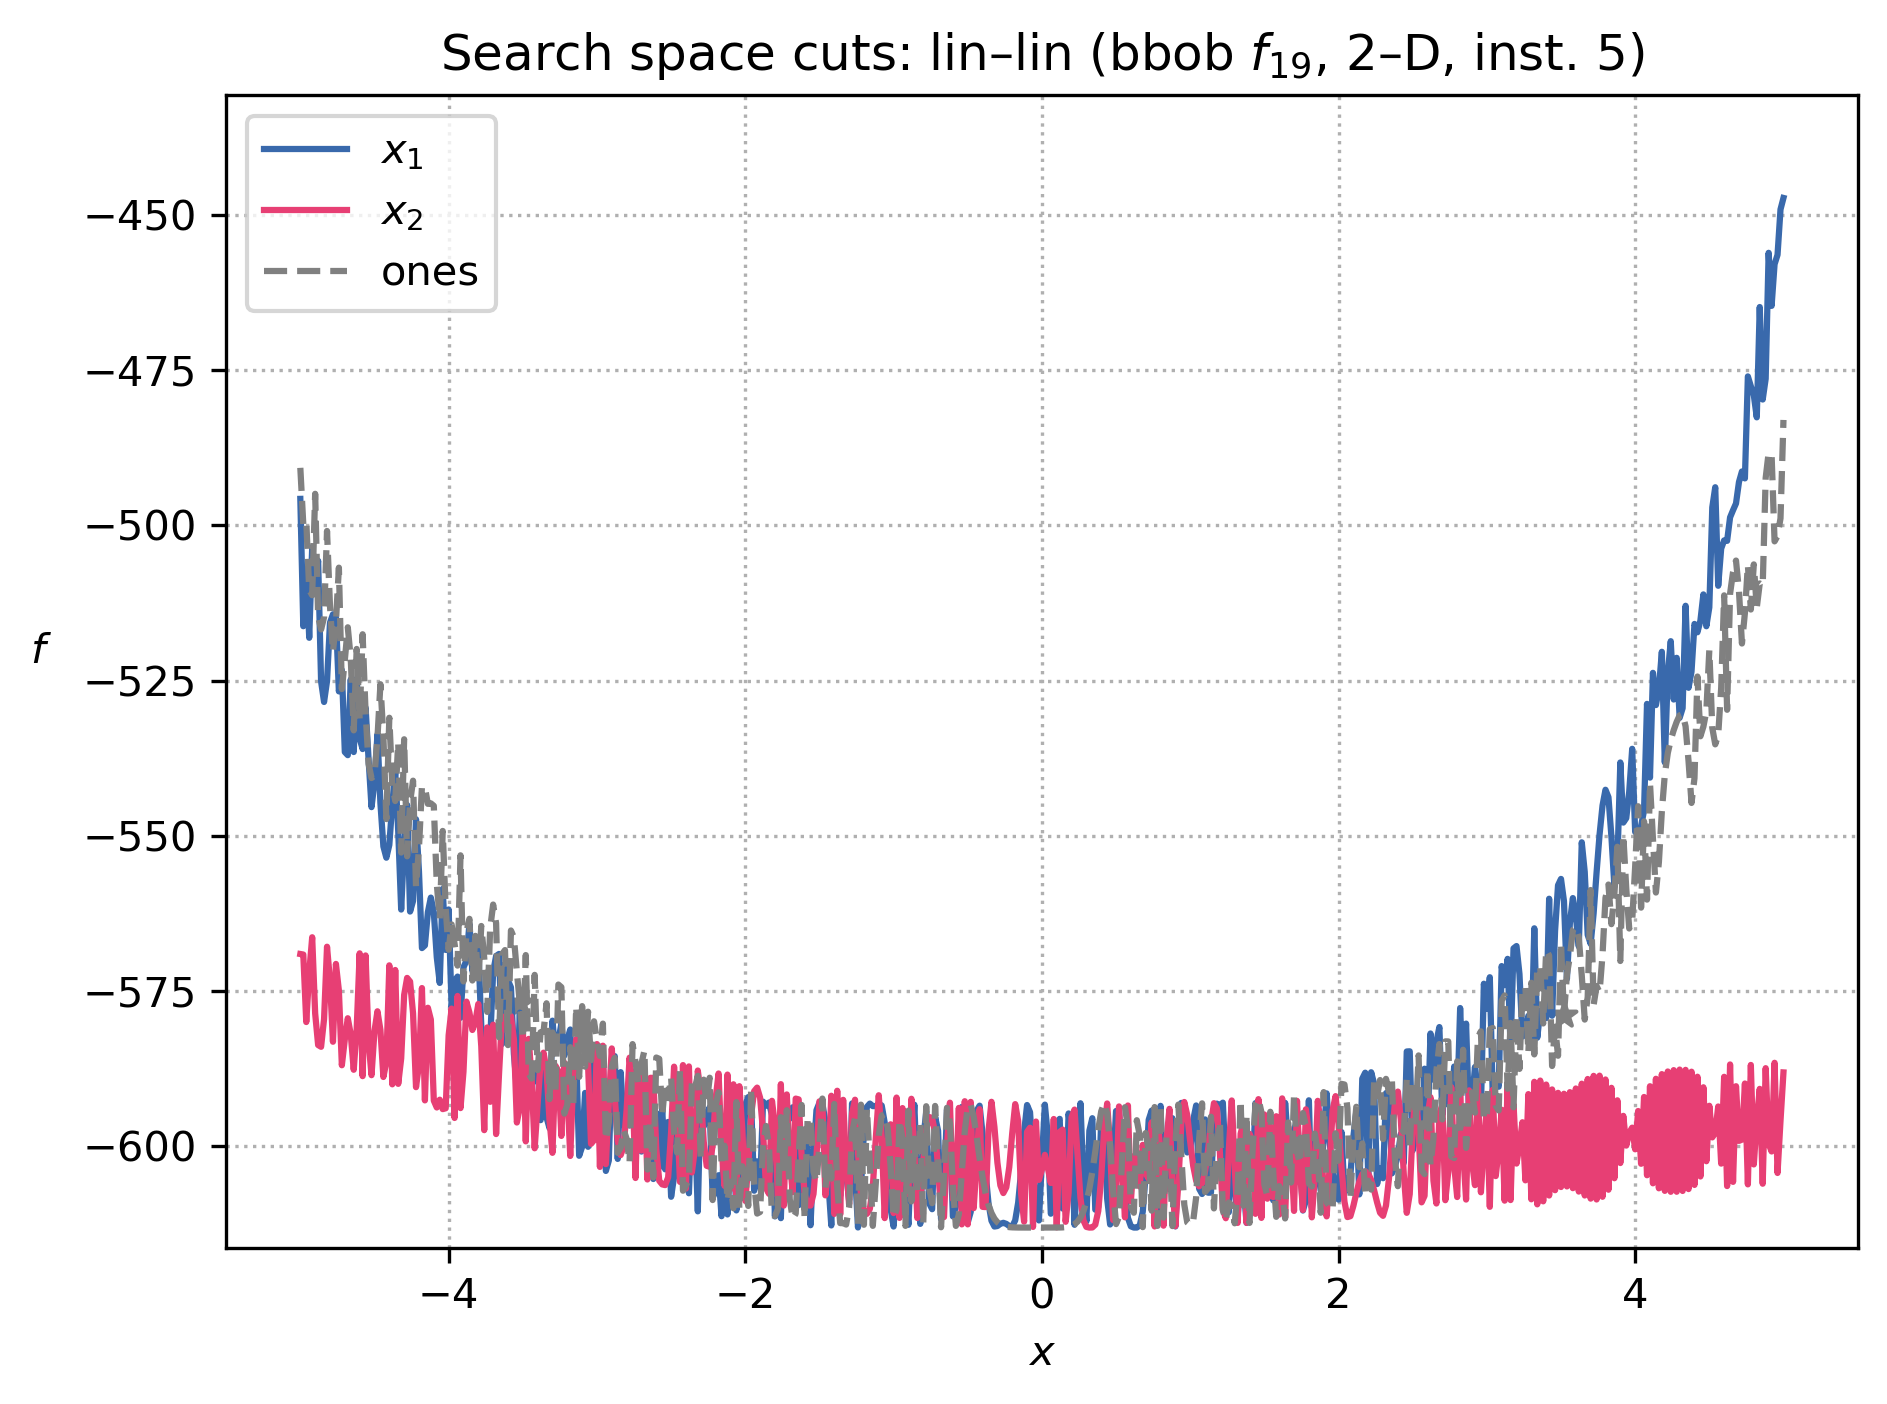 Search space cuts: lin–lin (bbob f₁₉, 2–D, inst. 5)
x₁
x₂
ones
−450
−475
−500
−525
−550
−575
−600
f
−4
−2
0
2
4
x